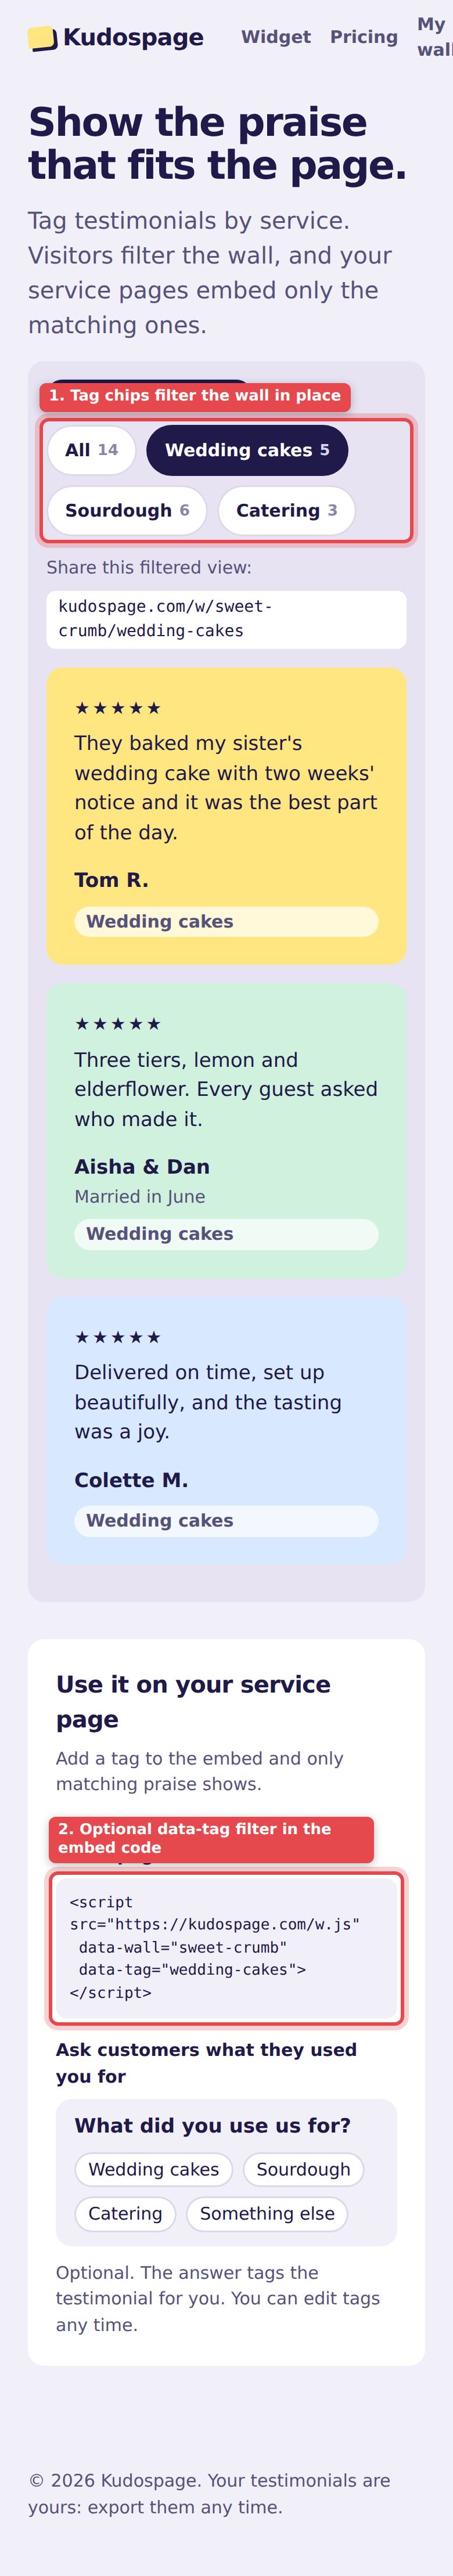 Kudospage
Widget
Pricing
My
wall
Show the praise
that fits the page.
Tag testimonials by service.
Visitors filter the wall, and your
service pages embed only the
matching ones.
1. Tag chips filter the wall in place
All 14
Wedding cakes 5
Sourdough 6
Catering 3
Share this filtered view:
kudospage.com/w/sweet-
crumb/wedding-cakes
★★★★★
They baked my sister's
wedding cake with two weeks'
notice and it was the best part
of the day.
Tom R.
Wedding cakes
★★★★★
Three tiers, lemon and
elderflower. Every guest asked
who made it.
Aisha & Dan
Married in June
Wedding cakes
★★★★★
Delivered on time, set up
beautifully, and the tasting
was a joy.
Colette M.
Wedding cakes
Use it on your service
page
Add a tag to the embed and only
matching praise shows.
2. Optional data-tag filter in the
embed code
<script
src="https://kudospage.com/w.js"
data-wall="sweet-crumb"
data-tag="wedding-cakes">
</script>
Ask customers what they used
you for
What did you use us for?
Wedding cakes
Sourdough
Catering
Something else
Optional. The answer tags the
testimonial for you. You can edit tags
any time.
© 2026 Kudospage. Your testimonials are
yours: export them any time.